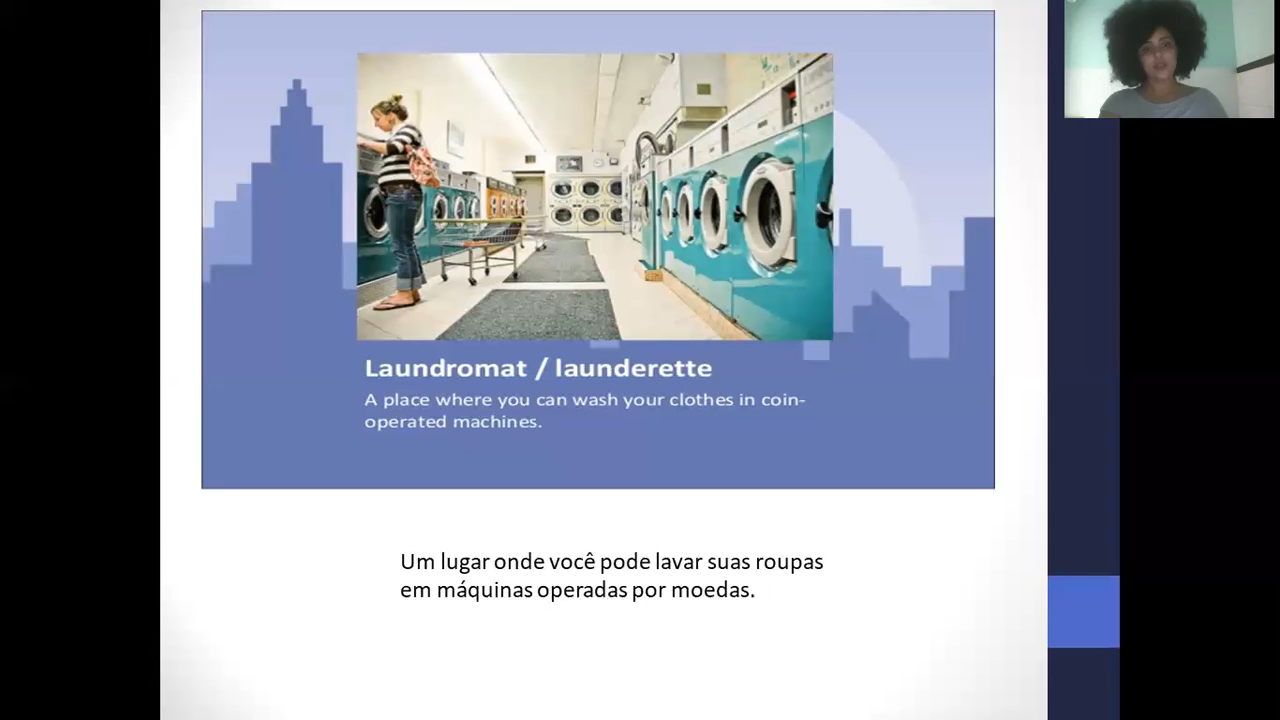 Laundromat / launderette
A place where you can wash your clothes in coin-
operated machines.
Um lugar onde você pode lavar suas roupas
em máquinas operadas por moedas.